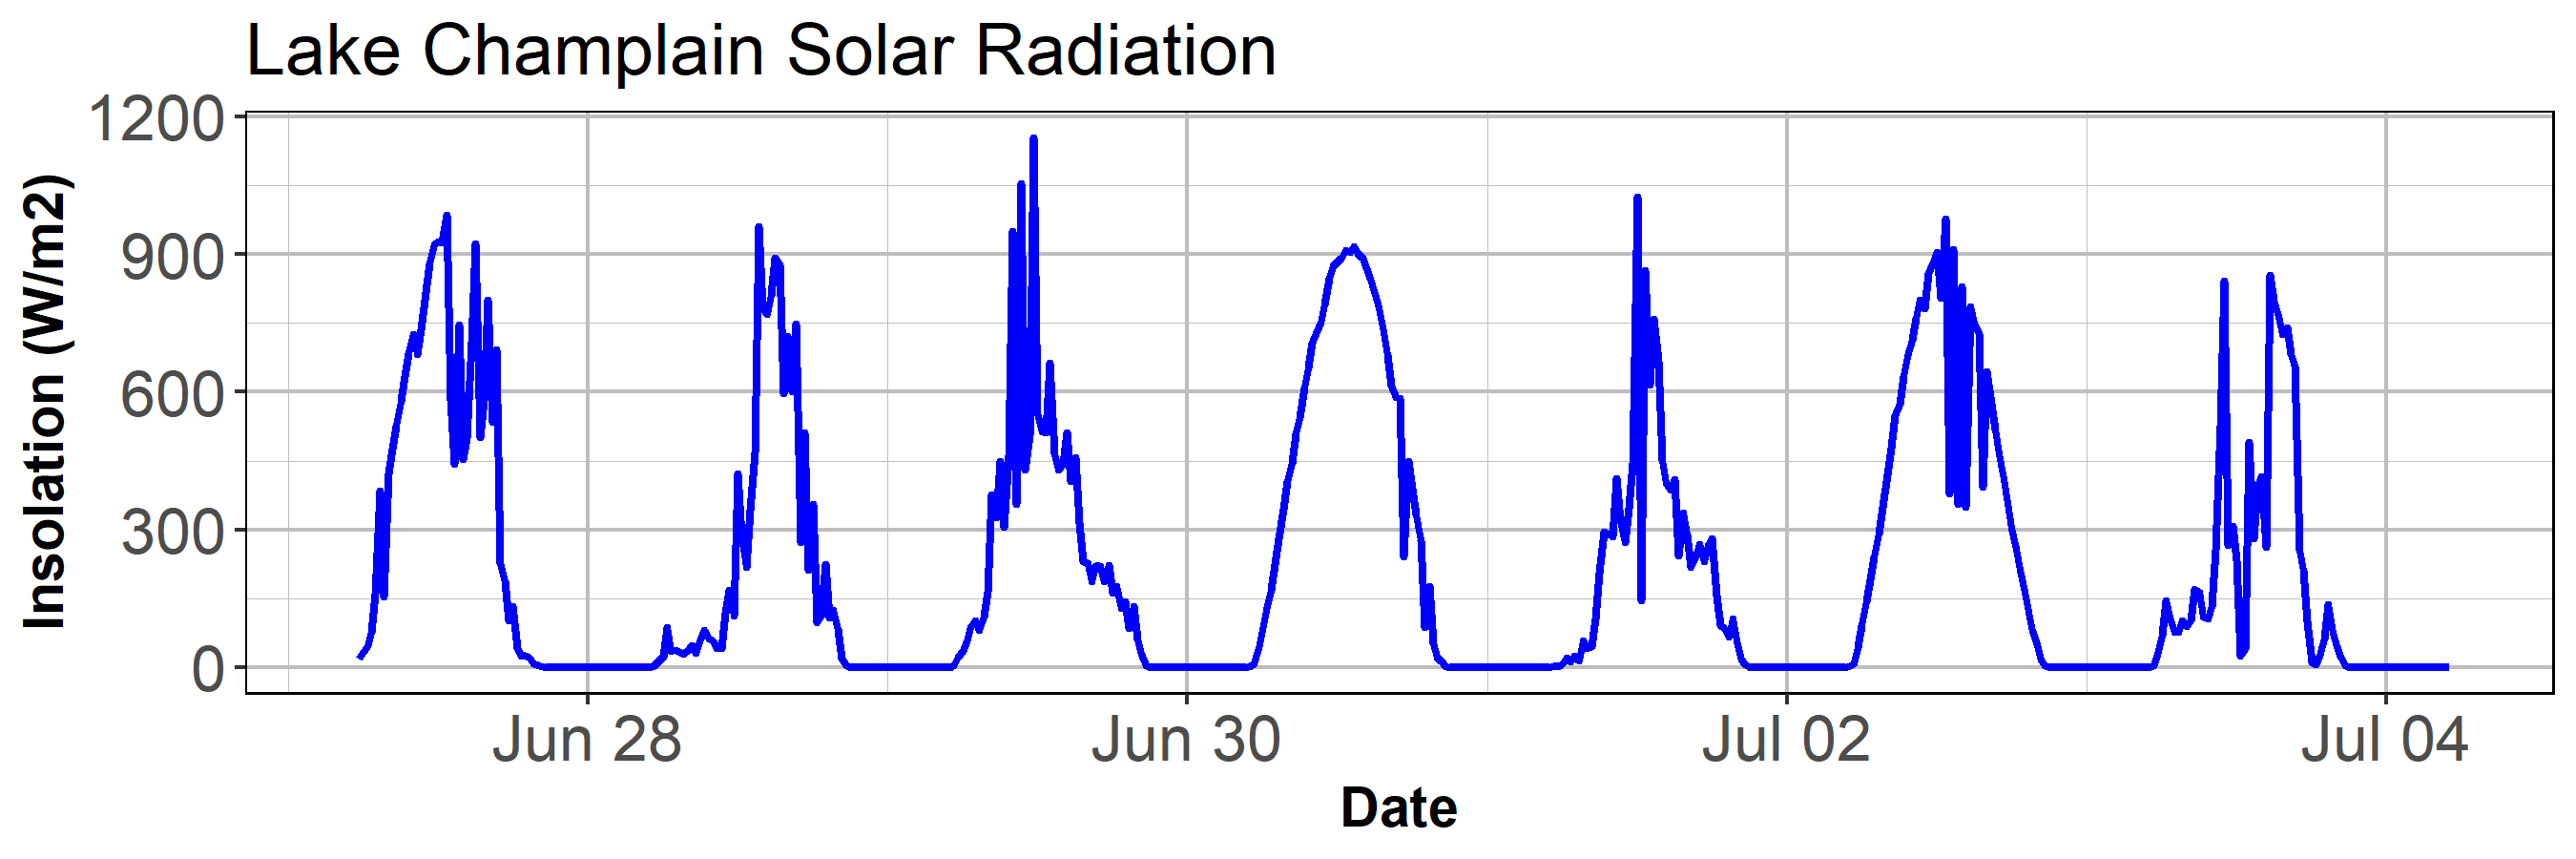 Lake Champlain Solar Radiation
1200
900
600
300
0
Insolation (W/m2)
Jun 28 Jun 30 Jul 02 Jul 04
Date